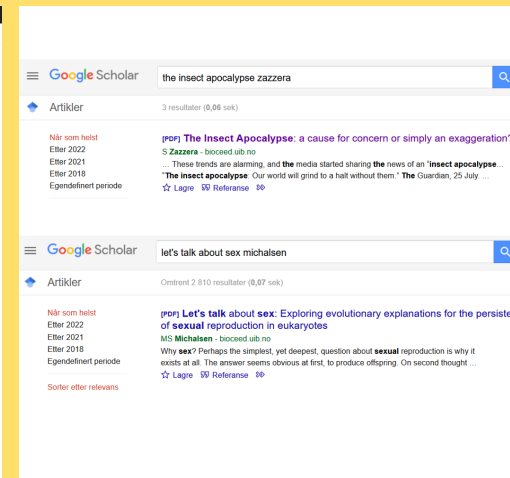 Google Scholar
the insect apocalypse zazzera
Artikler
3 resultater (0,06 sek)
Når som helst
Etter 2022
Etter 2021
Etter 2018
Egendefinert periode
[PDF] The Insect Apocalypse: a cause for concern or simply an exaggeration?
S Zazzera - bioceed.uib.no
... These trends are alarming, and the media started sharing the news of an "insect apocalypse...
"The insect apocalypse: Our world will grind to a halt without them." The Guardian, 25 July. ...
Lagre Referanse
Google Scholar
let's talk about sex michalsen
Artikler
Omtrent 2 810 resultater (0,07 sek)
Når som helst
Etter 2022
Etter 2021
Etter 2018
Egendefinert periode
Sorter etter relevans
[PDF] Let's talk about sex: Exploring evolutionary explanations for the persiste
of sexual reproduction in eukaryotes
MS Michalsen - bioceed.uib.no
Why sex? Perhaps the simplest, yet deepest, question about sexual reproduction is why it
exists at all. The answer seems obvious at first, to produce offspring. On second thought ...
Lagre Referanse